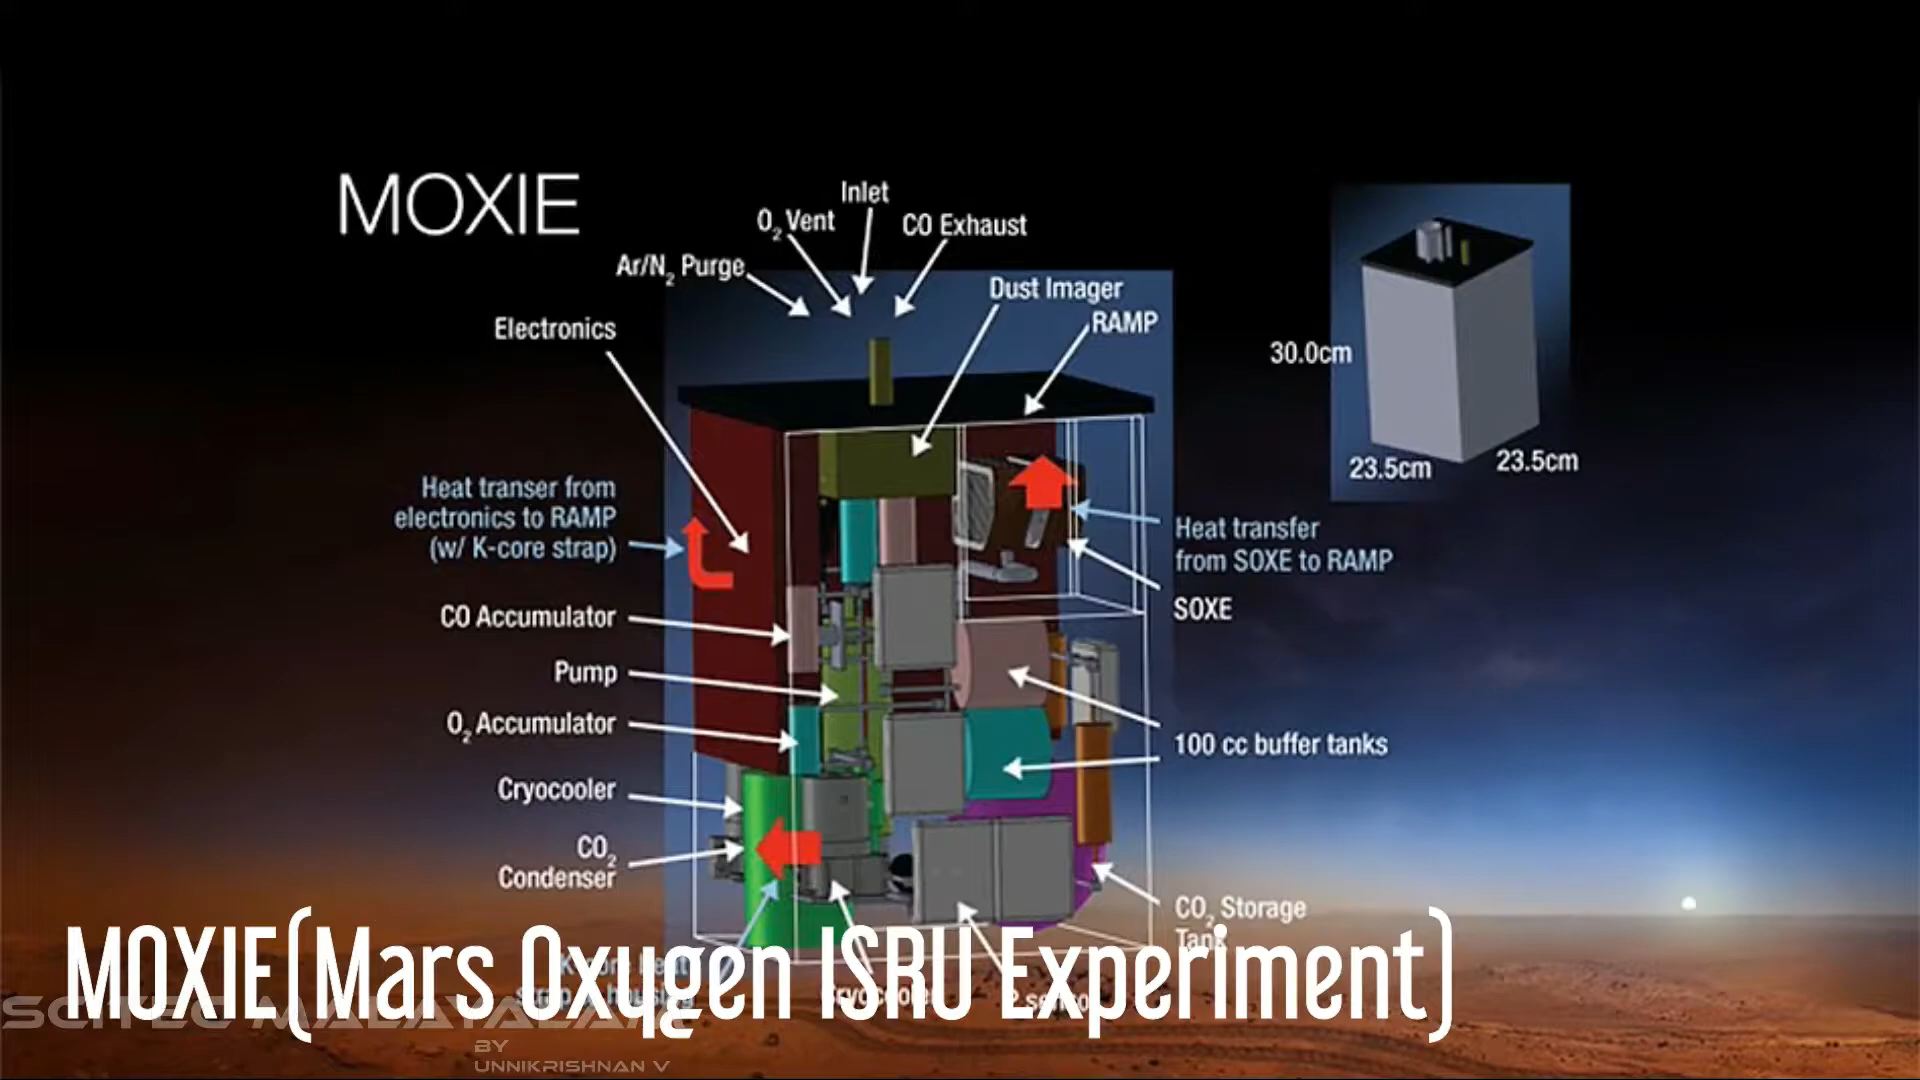 MOXIE
Inlet
O₂ Vent
CO Exhaust
Ar/N₂ Purge
Dust Imager
RAMP
Electronics
30.0cm
23.5cm
23.5cm
Heat transer from
electronics to RAMP
(w/ K-core strap)
Heat transfer
from SOXE to RAMP
SOXE
CO Accumulator
Pump
O₂ Accumulator
100 cc buffer tanks
Cryocooler
CO₂
Condenser
CO₂ Storage
Tank
MOXIE(Mars Oxygen ISRU Experiment)
SCITEC MALAYALAM
BY
UNNIKRISHNAN V